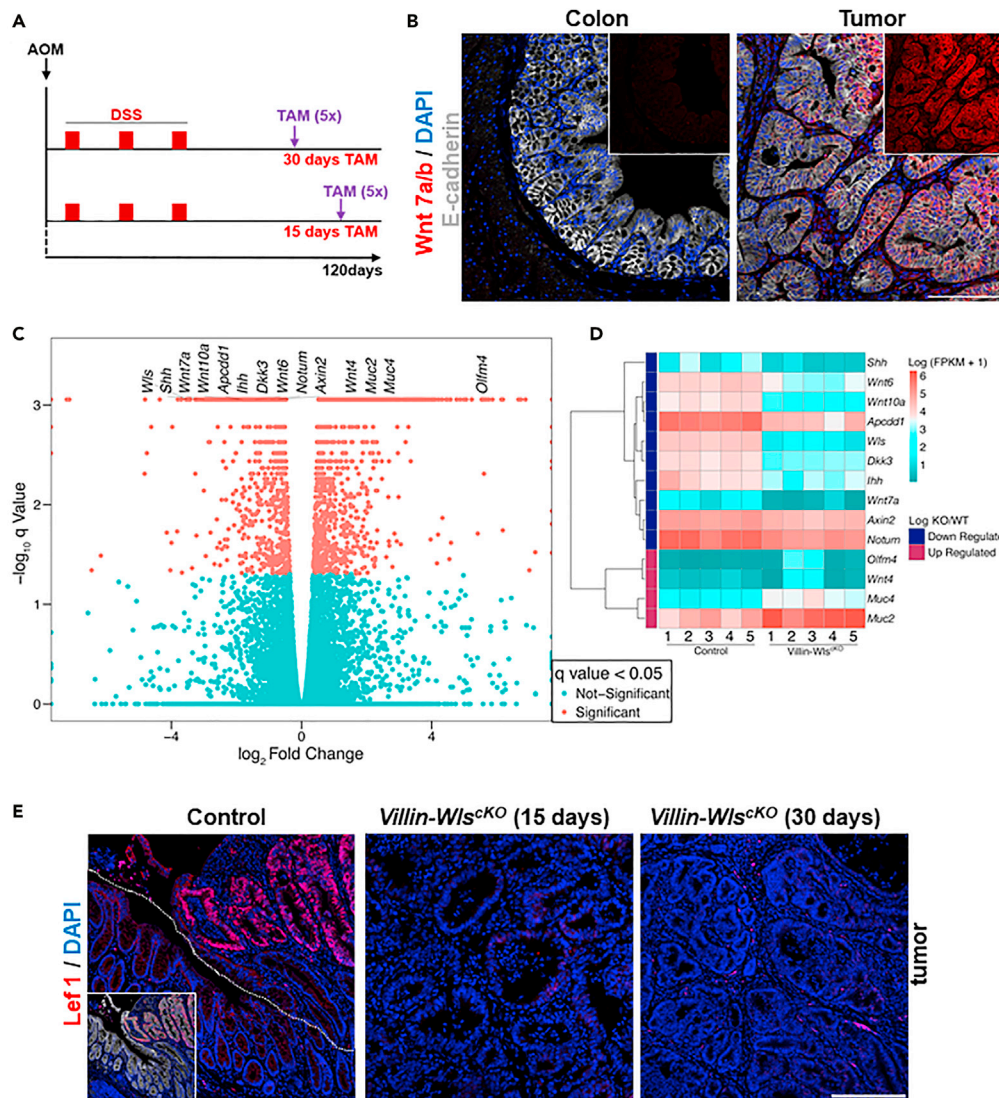 A
AOM
DSS
TAM (5x)
30 days TAM
TAM (5x)
15 days TAM
120days
B
Colon
Tumor
Wnt 7a/b / DAPI
E-cadherin
C
Wls
Shh
Wnt7a
Wnt10a
Apcdd1
Ihh
Dkk3
Wnt6
Notum
Axin2
Wnt4
Muc2
Muc4
Olfm4
3
2
1
0
−log10 q Value
−4
0
4
log2 Fold Change
q value < 0.05
Not−Significant
Significant
D
Shh
Wnt6
Wnt10a
Apcdd1
Wls
Dkk3
Ihh
Wnt7a
Axin2
Notum
Olfm4
Wnt4
Muc4
Muc2
1 2 3 4 5 1 2 3 4 5
Control
Villin-WlscKO
Log (FPKM + 1)
6
5
4
3
2
1
Log KO/WT
Down Regulate
Up Regulated
E
Control
Villin-WlscKO (15 days)
Villin-WlscKO (30 days)
Lef 1 / DAPI
tumor